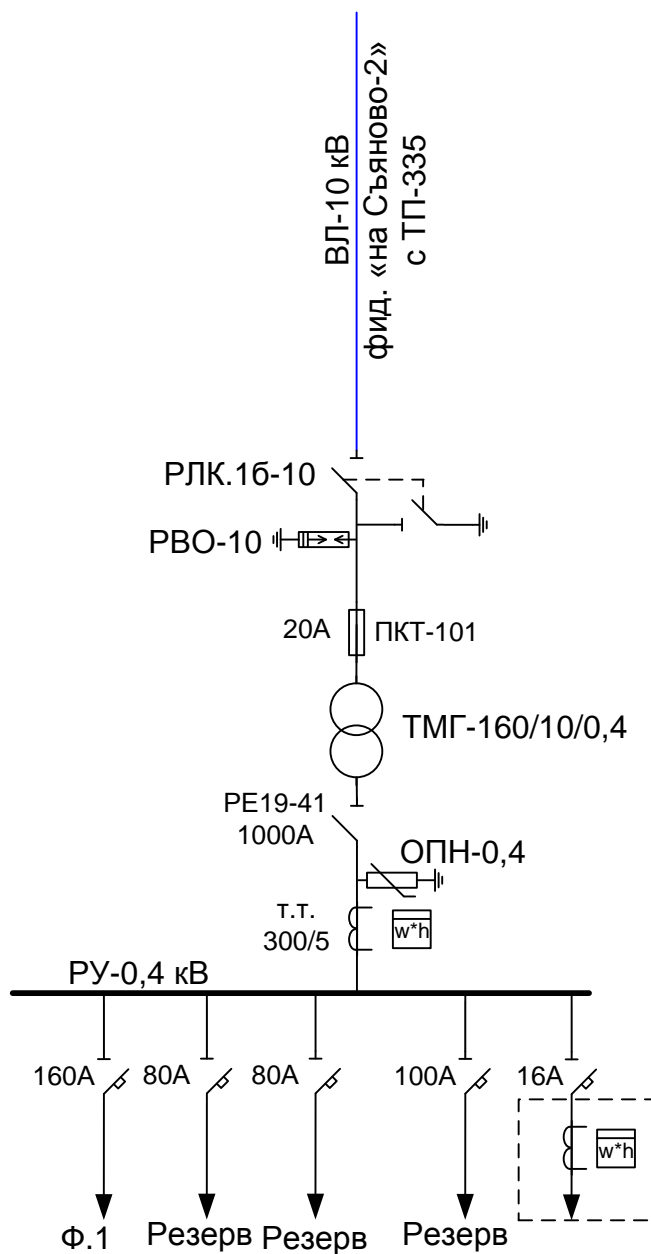 ВЛ-10 кВ
фид. «на Съяново-2»
с ТП-335
РЛК.1б-10
РВО-10
20А
ПКТ-101
ТМГ-160/10/0,4
РЕ19-41
1000А
ОПН-0,4
т.т.
300/5
w*h
РУ-0,4 кВ
160А
80А
80А
100А
16А
w*h
Ф.1
Резерв
Резерв
Резерв